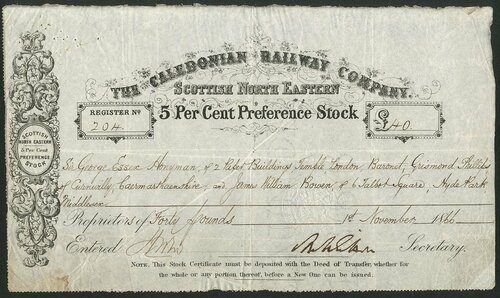 THE CALEDONIAN RAILWAY COMPANY.
SCOTTISH NORTH EASTERN
5 Per Cent Preference Stock
REGISTER No
204.
£40.
SCOTTISH
NORTH EASTERN
5 Per Cent
PREFERENCE
STOCK
Sir George Essex Honyman, of 2 Paper Buildings Temple London, Baronet, Grismond Philipps
of Cwmgwilly, Caermarthenshire and James William Bowen, of 6 Talbot Square, Hyde Park
Middlesex
Proprietors of Forty Pounds 1st November 1866.
Entered Secretary.
NOTE. This Stock Certificate must be deposited with the Deed of Transfer, whether for
the whole or any portion thereof, before a New One can be issued.